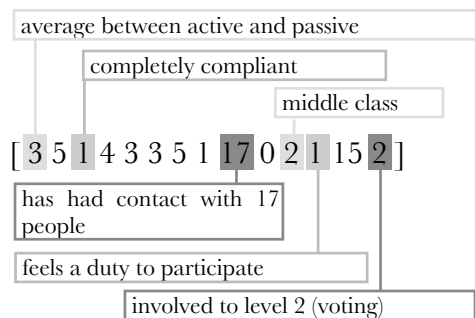 average between active and passive
completely compliant
middle class
[ 3 5 1 4 3 3 5 1 17 0 2 1 15 2 ]
has had contact with 17
people
feels a duty to participate
involved to level 2 (voting)